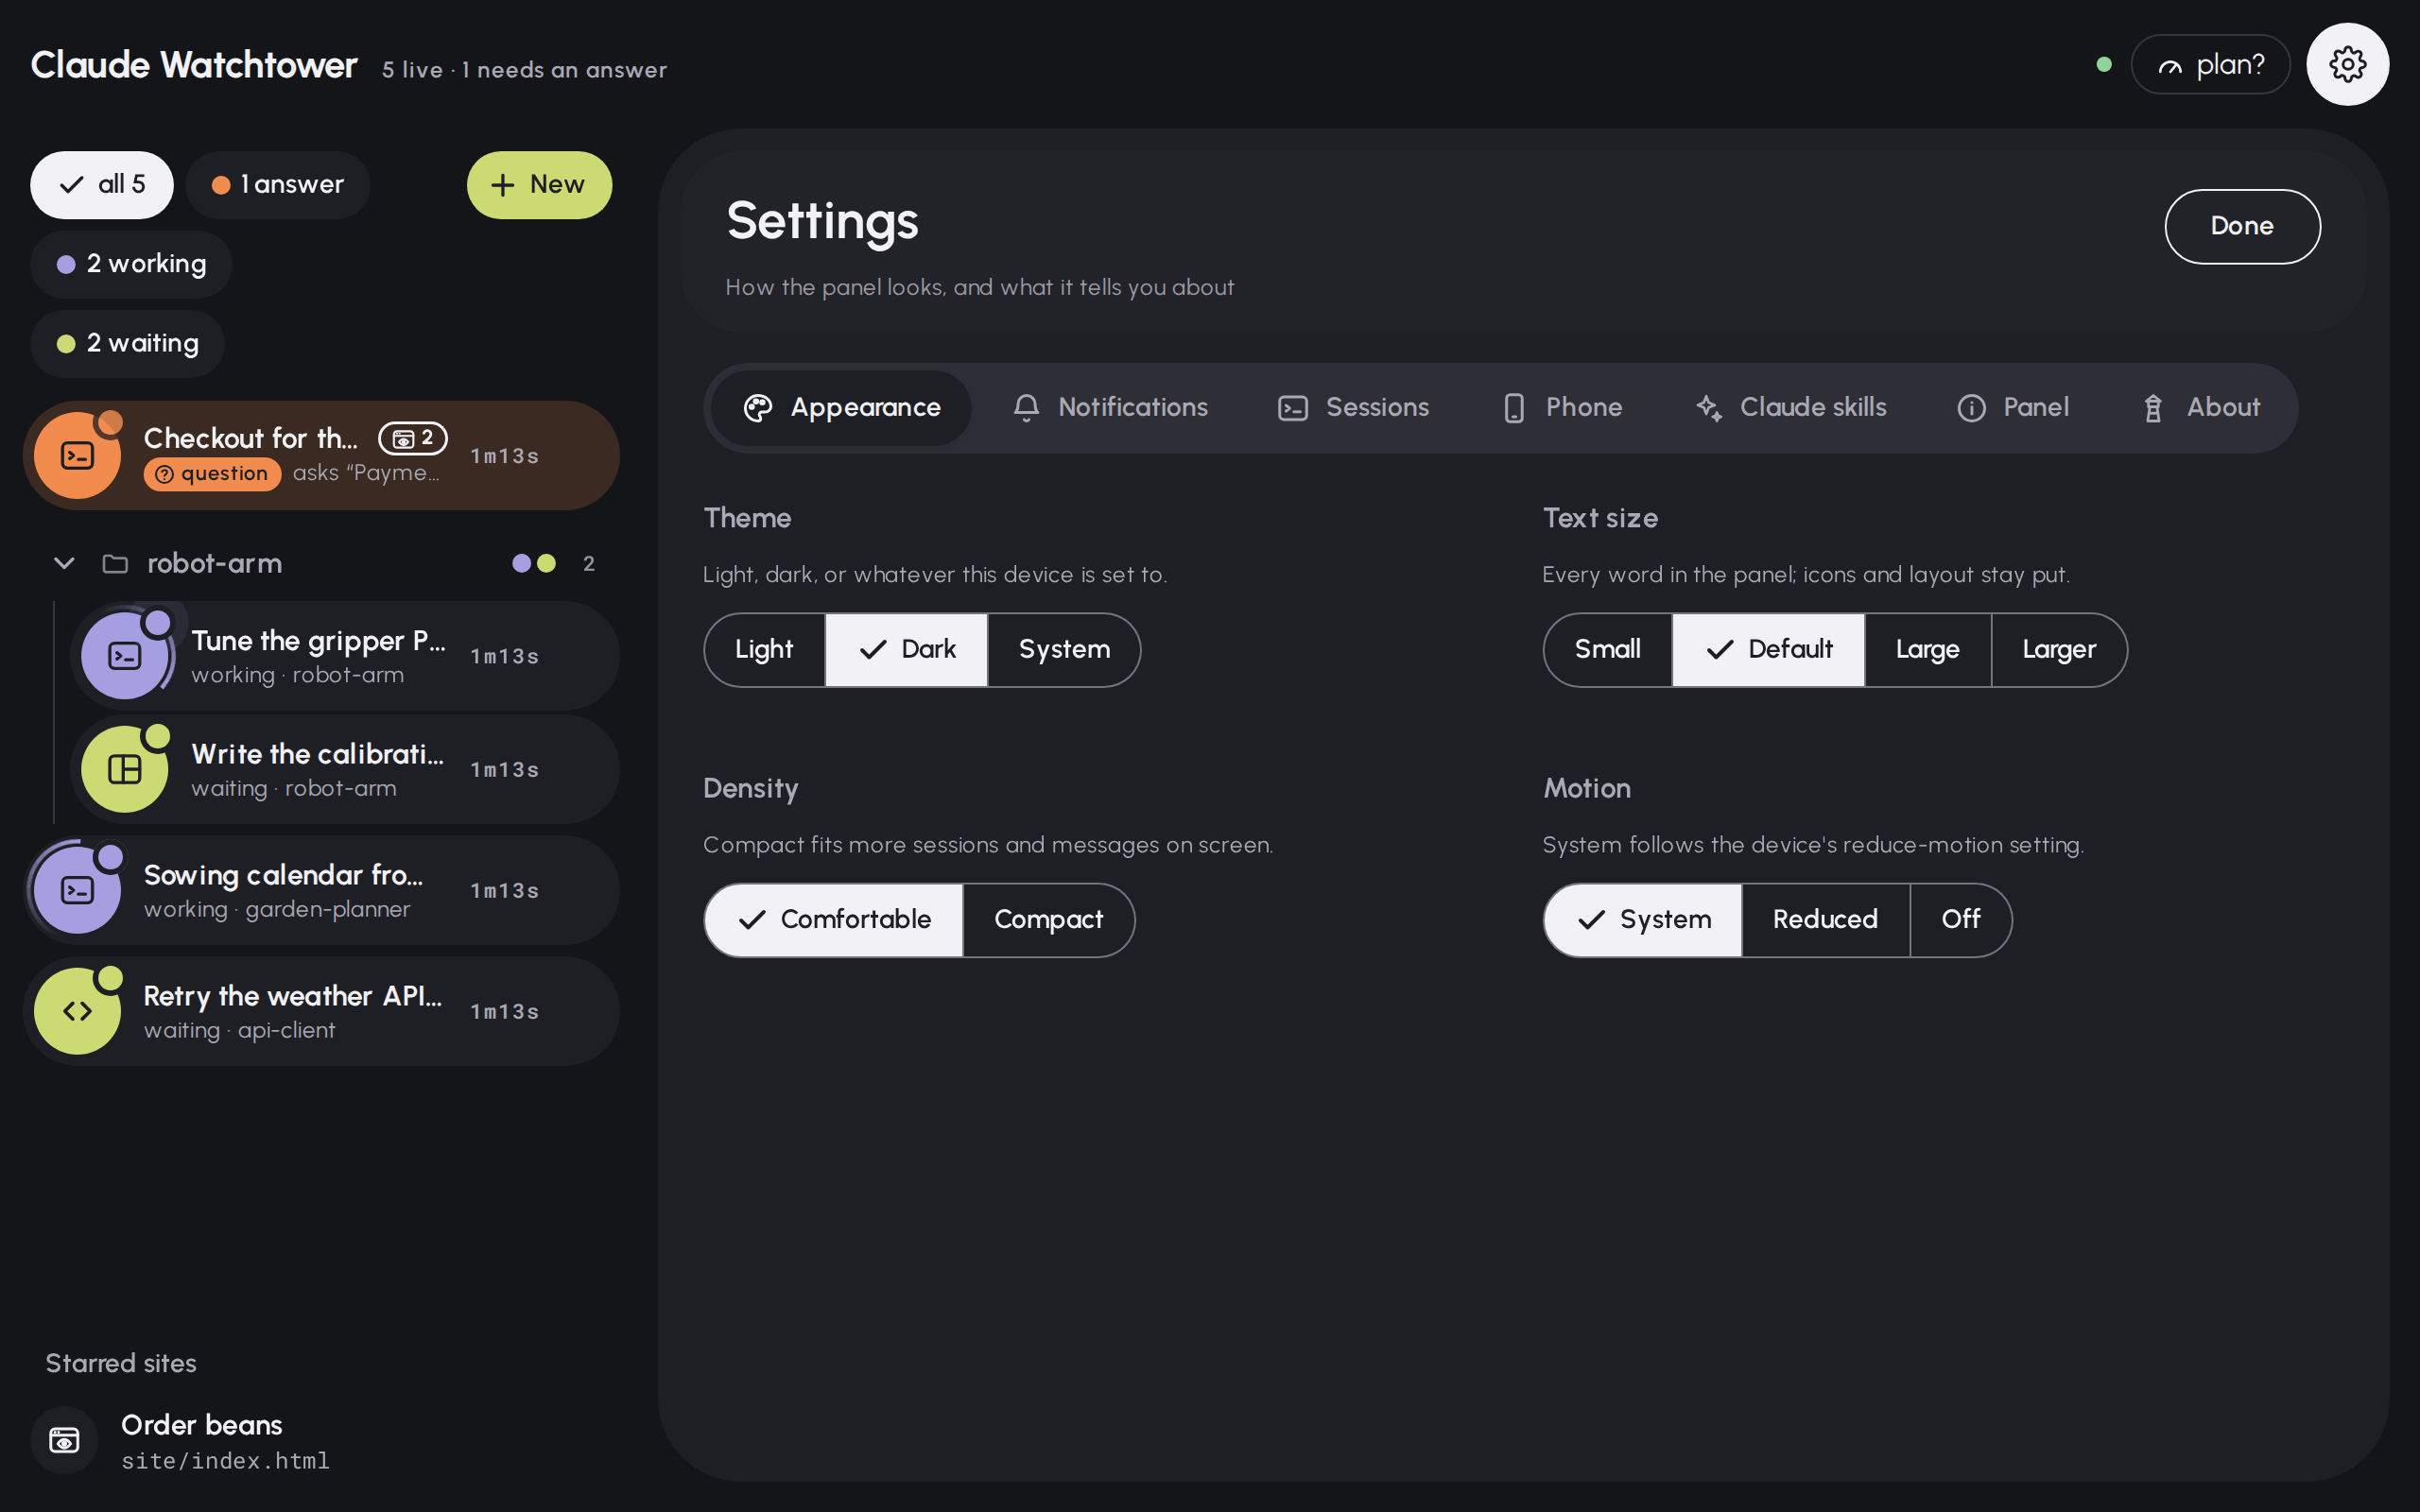 Claude Watchtower 5 live · 1 needs an answer
plan?
all 5
1 answer
New
2 working
2 waiting
Checkout for th… 2
question asks “Payme…
1m13s
robot-arm 2
Tune the gripper P…
working · robot-arm
1m13s
Write the calibrati…
waiting · robot-arm
1m13s
Sowing calendar fro…
working · garden-planner
1m13s
Retry the weather API…
waiting · api-client
1m13s
Starred sites
Order beans
site/index.html
Settings
How the panel looks, and what it tells you about
Done
Appearance Notifications Sessions Phone Claude skills Panel About
Theme
Light, dark, or whatever this device is set to.
Light Dark System
Text size
Every word in the panel; icons and layout stay put.
Small Default Large Larger
Density
Compact fits more sessions and messages on screen.
Comfortable Compact
Motion
System follows the device's reduce-motion setting.
System Reduced Off